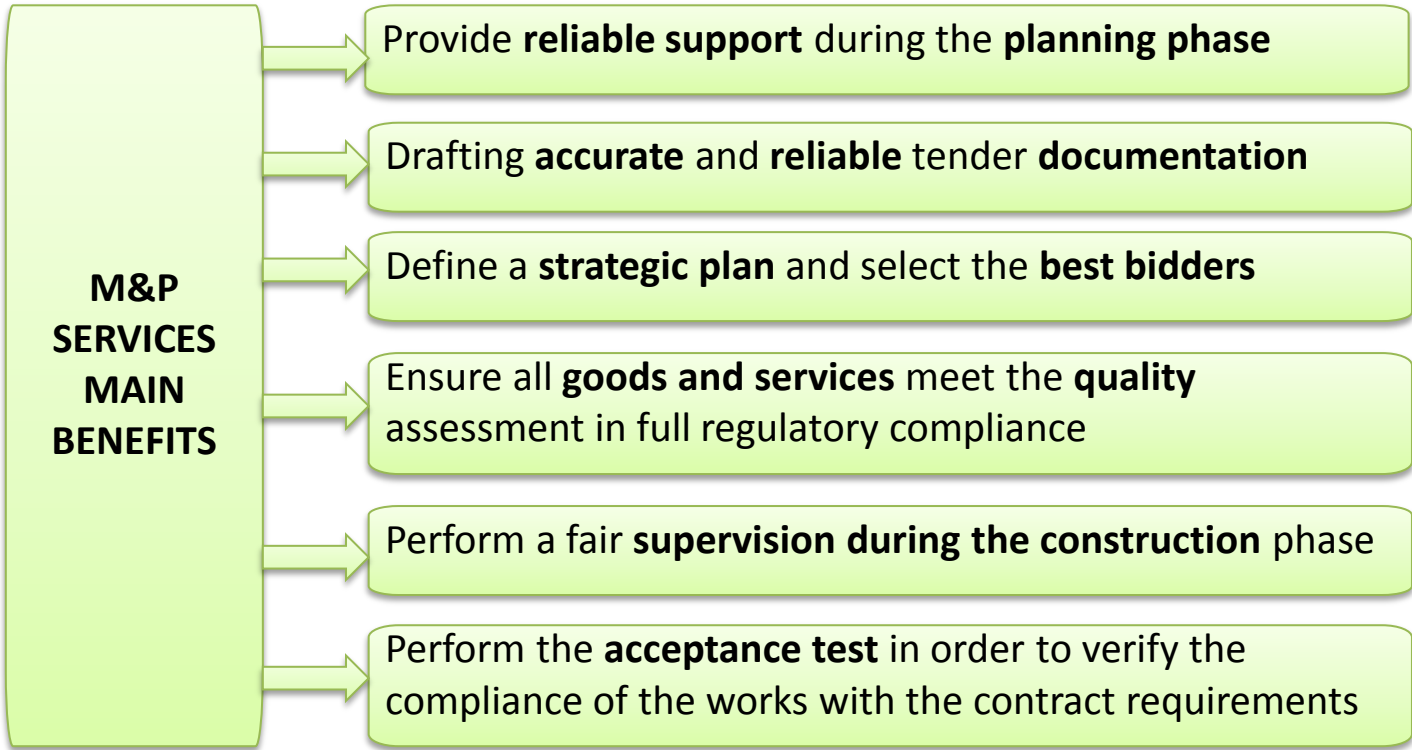 M&P
SERVICES
MAIN
BENEFITS
Provide reliable support during the planning phase
Drafting accurate and reliable tender documentation
Define a strategic plan and select the best bidders
Ensure all goods and services meet the quality
assessment in full regulatory compliance
Perform a fair supervision during the construction phase
Perform the acceptance test in order to verify the
compliance of the works with the contract requirements